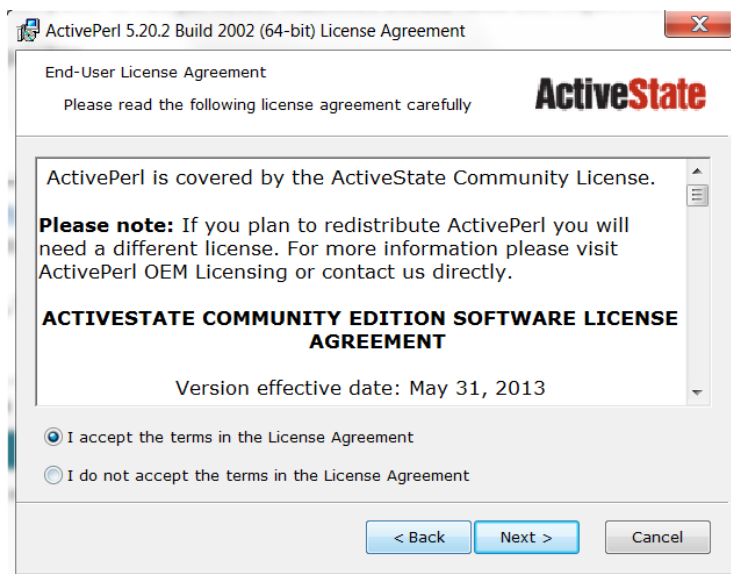 ActivePerl 5.20.2 Build 2002 (64-bit) License Agreement
End-User License Agreement
Please read the following license agreement carefully
ActiveState
ActivePerl is covered by the ActiveState Community License.
Please note: If you plan to redistribute ActivePerl you will
need a different license. For more information please visit
ActivePerl OEM Licensing or contact us directly.
ACTIVESTATE COMMUNITY EDITION SOFTWARE LICENSE
AGREEMENT
Version effective date: May 31, 2013
I accept the terms in the License Agreement
I do not accept the terms in the License Agreement
< Back Next > Cancel